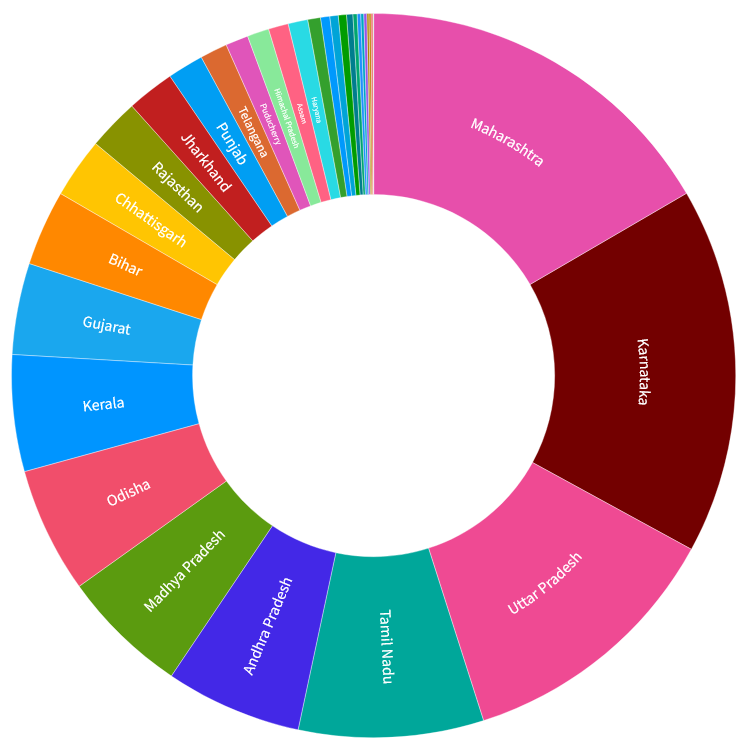 Maharashtra
Karnataka
Uttar Pradesh
Tamil Nadu
Andhra Pradesh
Madhya Pradesh
Odisha
Kerala
Gujarat
Bihar
Chhattisgarh
Rajasthan
Jharkhand
Punjab
Telangana
Puducherry
Himachal Pradesh
Assam
Haryana